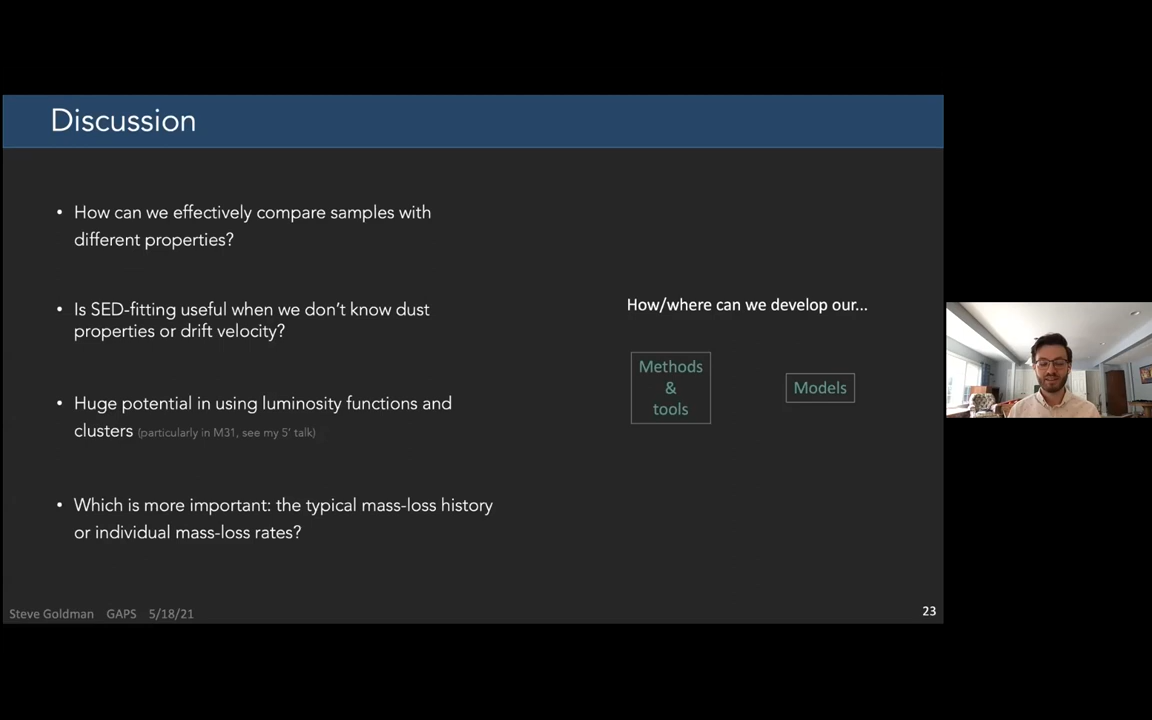 Discussion
• How can we effectively compare samples with
different properties?
• Is SED-fitting useful when we don't know dust
properties or drift velocity?
• Huge potential in using luminosity functions and
clusters (particularly in M31, see my 5' talk)
• Which is more important: the typical mass-loss history
or individual mass-loss rates?
How/where can we develop our...
Methods
&
tools
Models
Steve Goldman GAPS 5/18/21
23